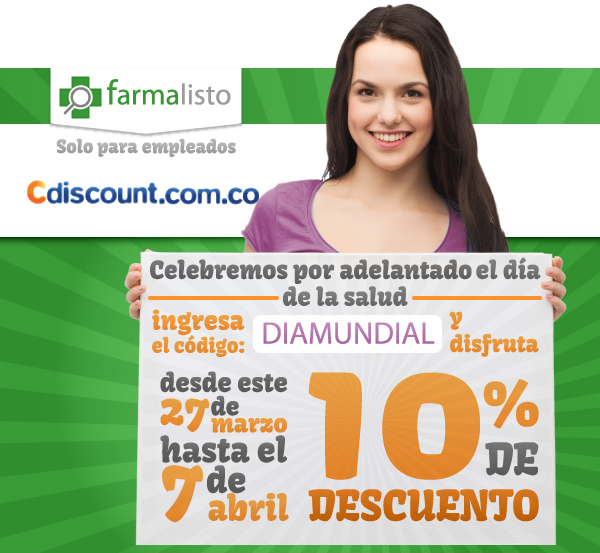 farmalisto
Solo para empleados
Cdiscount.com.co
Celebremos por adelantado el día
de la salud
ingresa
el código:
DIAMUNDIAL
y
disfruta
desde este
27 de
marzo
hasta el
7 de
abril
10%
DE
DESCUENTO